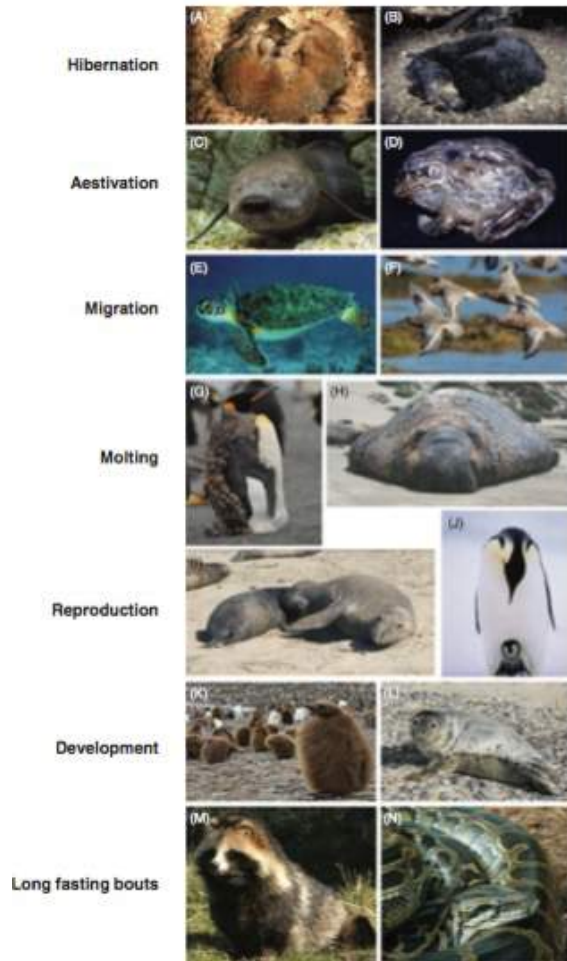 Hibernation
(A)
(B)
Aestivation
(C)
(D)
Migration
(E)
(F)
Molting
(G)
(H)
Reproduction
(J)
Development
(K)
(L)
Long fasting bouts
(M)
(N)